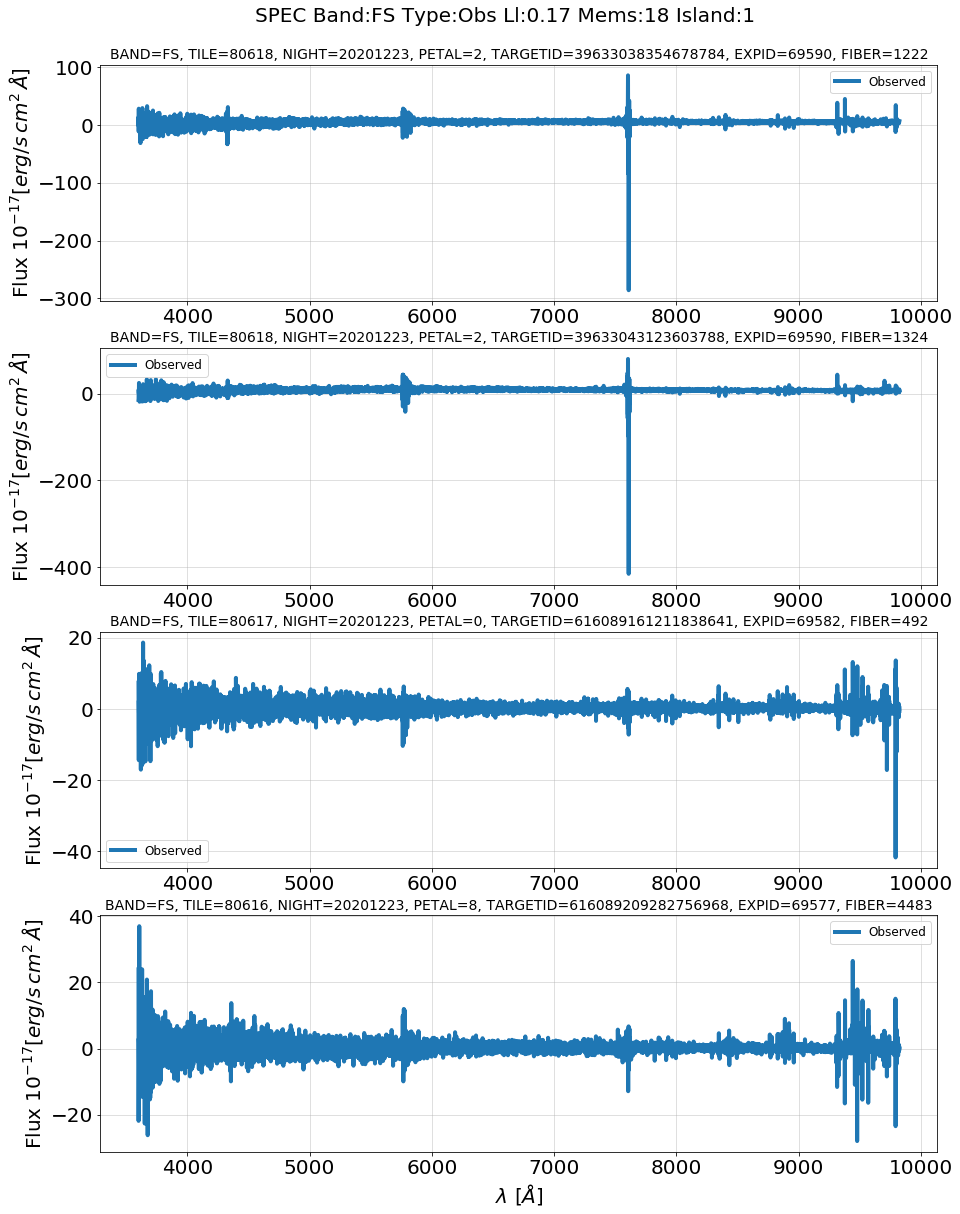 SPEC Band:FS Type:Obs Ll:0.17 Mems:18 Island:1
BAND=FS, TILE=80618, NIGHT=20201223, PETAL=2, TARGETID=39633038354678784, EXPID=69590, FIBER=1222
Flux 10⁻¹⁷[erg/s cm² Å]
100
0
−100
−200
−300
Observed
4000 5000 6000 7000 8000 9000 10000
BAND=FS, TILE=80618, NIGHT=20201223, PETAL=2, TARGETID=39633043123603788, EXPID=69590, FIBER=1324
Flux 10⁻¹⁷[erg/s cm² Å]
0
−200
−400
Observed
4000 5000 6000 7000 8000 9000 10000
BAND=FS, TILE=80617, NIGHT=20201223, PETAL=0, TARGETID=616089161211838641, EXPID=69582, FIBER=492
Flux 10⁻¹⁷[erg/s cm² Å]
20
0
−20
−40
Observed
4000 5000 6000 7000 8000 9000 10000
BAND=FS, TILE=80616, NIGHT=20201223, PETAL=8, TARGETID=616089209282756968, EXPID=69577, FIBER=4483
Flux 10⁻¹⁷[erg/s cm² Å]
40
20
0
−20
Observed
4000 5000 6000 7000 8000 9000 10000
λ [Å]